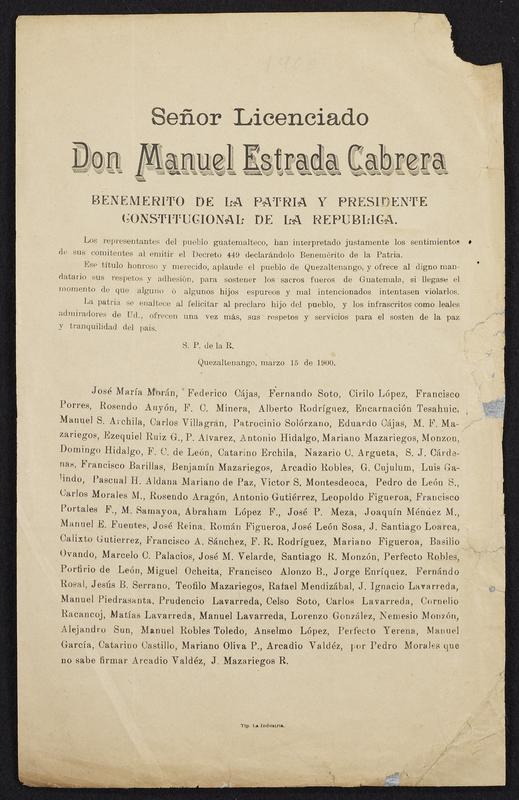 1900
Señor Licenciado
Don Manuel Estrada Cabrera
BENEMERITO DE LA PATRIA Y PRESIDENTE
CONSTITUCIONAL DE LA REPUBLICA.
Los representantes del pueblo guatemalteco, han interpretado justamente los sentimientos
de sus comitentes al emitir el Decreto 449 declarándolo Benemérito de la Patria.
Ese título honroso y merecido, aplaude el pueblo de Quezaltenango, y ofrece al digno man-
datario sus respetos y adhesión, para sostener los sacros fueros de Guatemala, si llegase el
momento de que alguno ó algunos hijos espureos y mal intencionados intentasen violarlos.
La patria se enaltece al felicitar al preclaro hijo del pueblo, y los infrascritos como leales
admiradores de Ud., ofrecen una vez más, sus respetos y servicios para el sosten de la paz
y tranquilidad del país.
S. P. de la R.
Quezaltenango, marzo 15 de 1900.
José María Morán, Federico Cájas, Fernando Soto, Cirilo López, Francisco
Porres, Rosendo Anyón, F. C. Minera, Alberto Rodríguez, Encarnación Tesahuic,
Manuel S. Archila, Carlos Villagrán, Patrocinio Solórzano, Eduardo Cájas, M. F. Ma-
zariegos, Ezequiel Ruiz G., P. Alvarez, Antonio Hidalgo, Mariano Mazariegos, Monzon,
Domingo Hidalgo, F. C. de León, Catarino Erchila, Nazario C. Argueta, S. J. Cárde-
nas, Francisco Barillas, Benjamín Mazariegos, Arcadio Robles, G. Cujulum, Luis Ga-
lindo, Pascual H. Aldana Mariano de Paz, Victor S. Montesdeoca, Pedro de León S.,
Carlos Morales M., Rosendo Aragón, Antonio Gutiérrez, Leopoldo Figueroa, Francisco
Portales F., M. Samayoa, Abraham López F., José P. Meza, Joaquín Méndez M.,
Manuel E. Fuentes, José Reina, Román Figueroa, José León Sosa, J. Santiago Loarca,
Calixto Gutierrez, Francisco A. Sánchez, F. R. Rodríguez, Mariano Figueroa, Basilio
Ovando, Marcelo C. Palacios, José M. Velarde, Santiago R. Monzón, Perfecto Robles,
Porfirio de León, Miguel Ocheita, Francisco Alonzo B., Jorge Enríquez, Fernándo
Rosal, Jesús B. Serrano, Teofilo Mazariegos, Rafael Mendizábal, J. Ignacio Lavarreda,
Manuel Piedrasanta, Prudencio Lavarreda, Celso Soto, Carlos Lavarreda, Cornelio
Racancoj, Matías Lavarreda, Manuel Lavarreda, Lorenzo González, Nemesio Monzón,
Alejandro Sun, Manuel Robles Toledo, Anselmo López, Perfecto Yerena, Manuel
García, Catarino Castillo, Mariano Oliva P., Arcadio Valdéz, por Pedro Morales que
no sabe firmar Arcadio Valdéz, J. Mazariegos R.
Tip. La Industria.